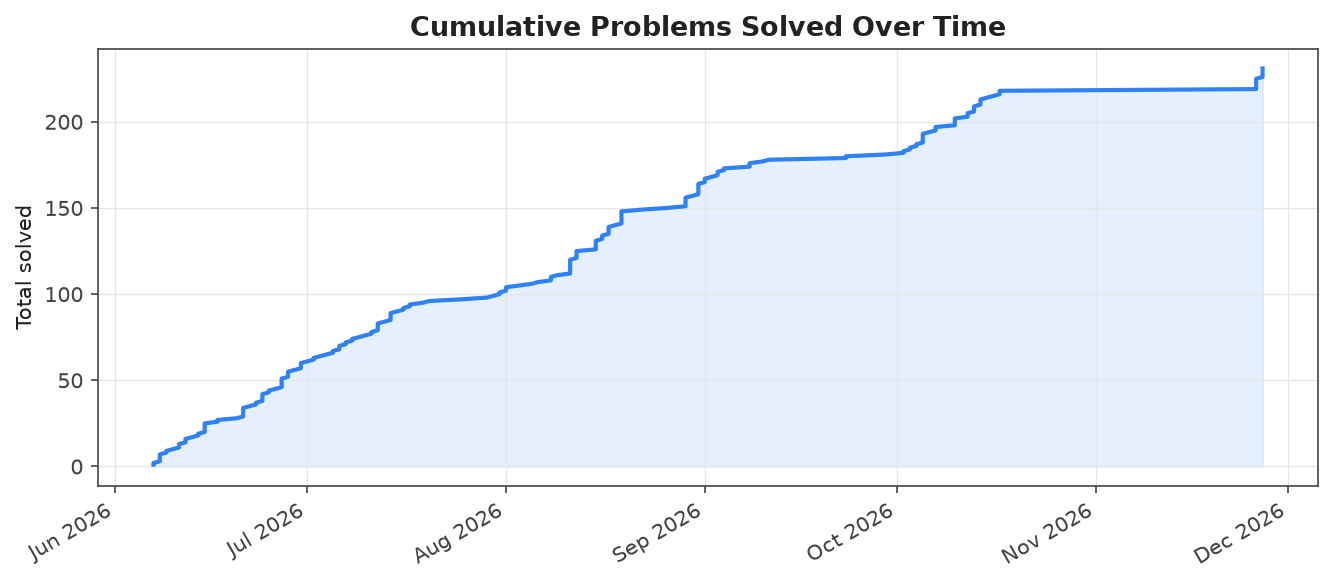 Cumulative Problems Solved Over Time
Total solved
200
150
100
50
0
Jun 2026
Jul 2026
Aug 2026
Sep 2026
Oct 2026
Nov 2026
Dec 2026